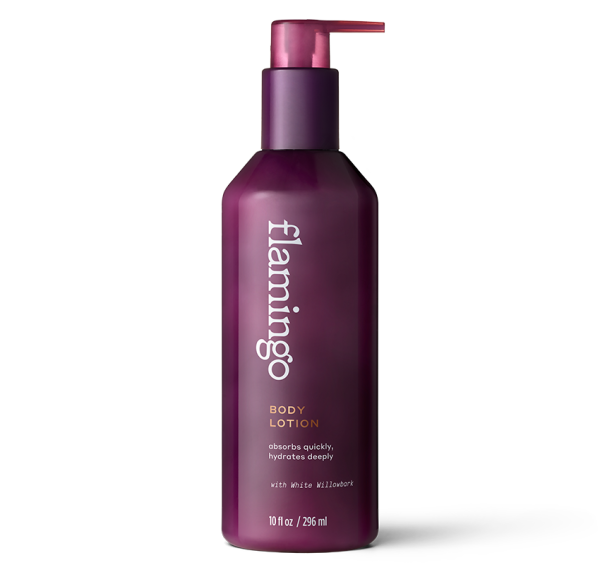 flamingo
BODY
LOTION
absorbs quickly,
hydrates deeply
with White Willowbark
10 fl oz / 296 ml